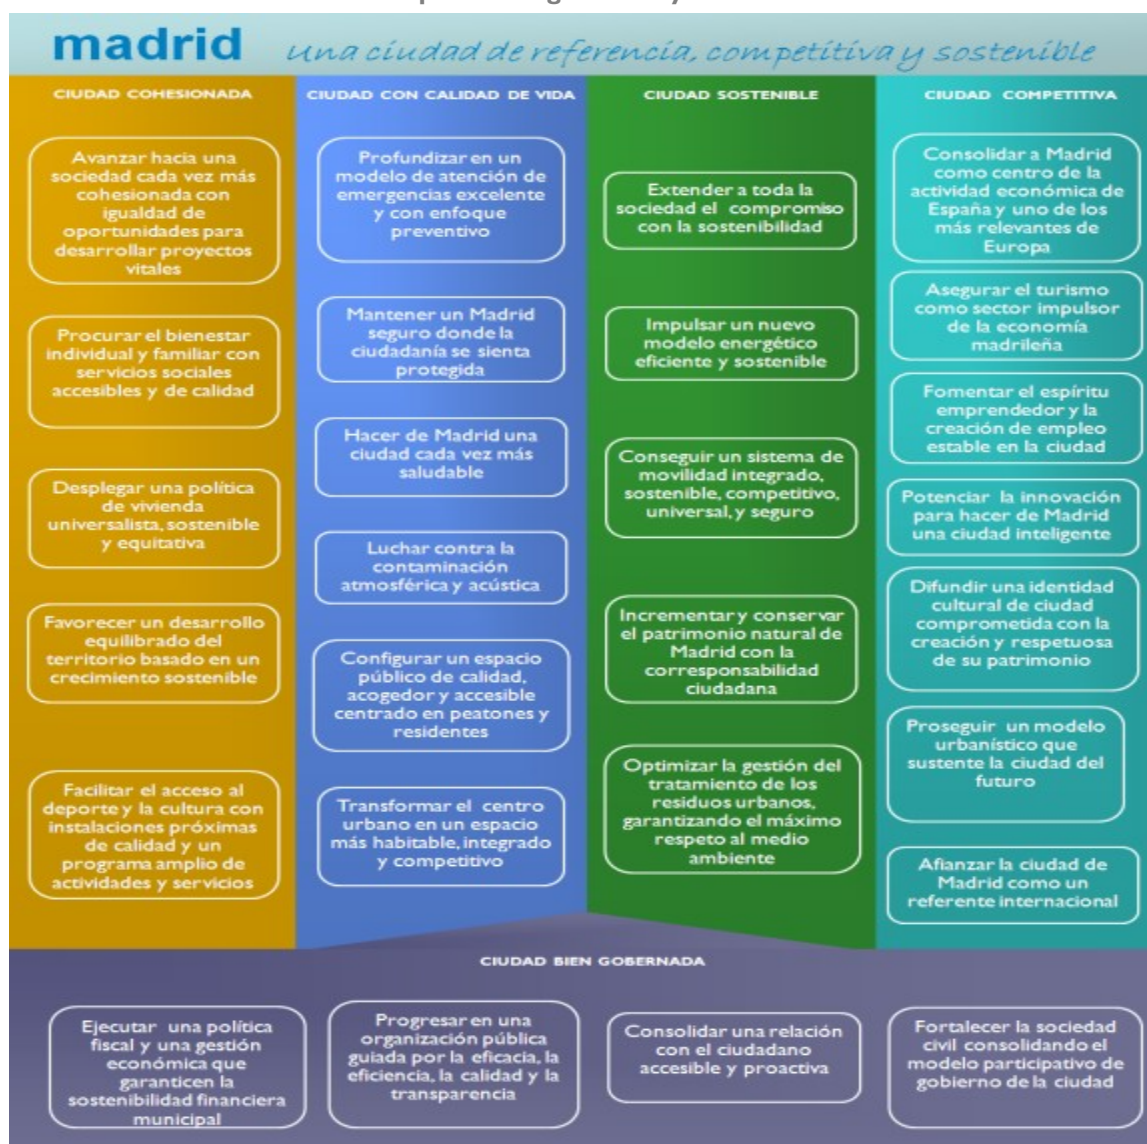 madrid una ciudad de referencia, competitiva y sostenible
CIUDAD COHESIONADA
Avanzar hacia una
sociedad cada vez más
cohesionada con
igualdad de
oportunidades para
desarrollar proyectos
vitales
Procurar el bienestar
individual y familiar con
servicios sociales
accesibles y de calidad
Desplegar una política
de vivienda
universalista, sostenible
y equitativa
Favorecer un desarrollo
equilibrado del
territorio basado en un
crecimiento sostenible
Facilitar el acceso al
deporte y la cultura con
instalaciones próximas
de calidad y un
programa amplio de
actividades y servicios
CIUDAD CON CALIDAD DE VIDA
Profundizar en un
modelo de atención de
emergencias excelente
y con enfoque
preventivo
Mantener un Madrid
seguro donde la
ciudadanía se sienta
protegida
Hacer de Madrid una
ciudad cada vez más
saludable
Luchar contra la
contaminación
atmosférica y acústica
Configurar un espacio
público de calidad,
acogedor y accesible
centrado en peatones y
residentes
Transformar el centro
urbano en un espacio
más habitable, integrado
y competitivo
CIUDAD SOSTENIBLE
Extender a toda la
sociedad el compromiso
con la sostenibilidad
Impulsar un nuevo
modelo energético
eficiente y sostenible
Conseguir un sistema de
movilidad integrado,
sostenible, competitivo,
universal, y seguro
Incrementar y conservar
el patrimonio natural de
Madrid con la
corresponsabilidad
ciudadana
Optimizar la gestión del
tratamiento de los
residuos urbanos,
garantizando el máximo
respeto al medio
ambiente
CIUDAD COMPETITIVA
Consolidar a Madrid
como centro de la
actividad económica de
España y uno de los
más relevantes de
Europa
Asegurar el turismo
como sector impulsor
de la economía
madrileña
Fomentar el espíritu
emprendedor y la
creación de empleo
estable en la ciudad
Potenciar la innovación
para hacer de Madrid
una ciudad inteligente
Difundir una identidad
cultural de ciudad
comprometida con la
creación y respetuosa
de su patrimonio
Proseguir un modelo
urbanístico que
sustente la ciudad del
futuro
Afianzar la ciudad de
Madrid como un
referente internacional
CIUDAD BIEN GOBERNADA
Ejecutar una política
fiscal y una gestión
económica que
garanticen la
sostenibilidad financiera
municipal
Progresar en una
organización pública
guiada por la eficacia, la
eficiencia, la calidad y la
transparencia
Consolidar una relación
con el ciudadano
accesible y proactiva
Fortalecer la sociedad
civil consolidando el
modelo participativo de
gobierno de la ciudad